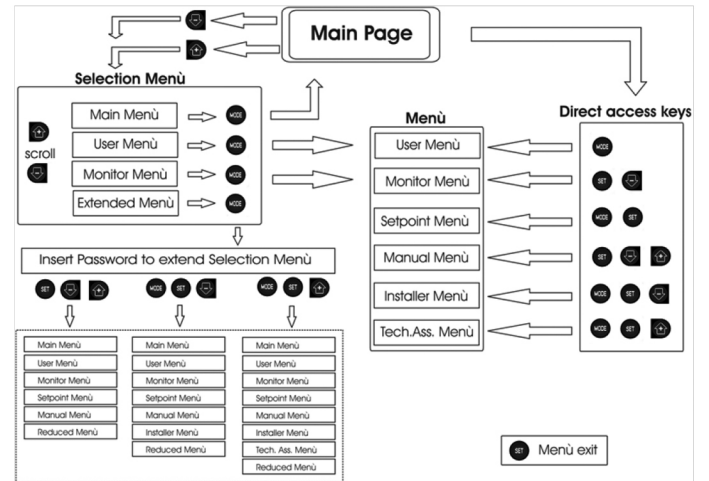 Main Page
Selection Menù
Main Menù MODE
User Menù MODE
Monitor Menù MODE
Extended Menù MODE
scroll
Insert Password to extend Selection Menù
SET
MODE SET
MODE SET
Main Menù
User Menù
Monitor Menù
Setpoint Menù
Manual Menù
Reduced Menù
Main Menù
User Menù
Monitor Menù
Setpoint Menù
Manual Menù
Installer Menù
Reduced Menù
Main Menù
User Menù
Monitor Menù
Setpoint Menù
Manual Menù
Installer Menù
Tech. Ass. Menù
Reduced Menù
Menù
User Menù
Monitor Menù
Setpoint Menù
Manual Menù
Installer Menù
Tech.Ass. Menù
Direct access keys
MODE
SET
MODE SET
SET
MODE SET
MODE SET
SET Menù exit